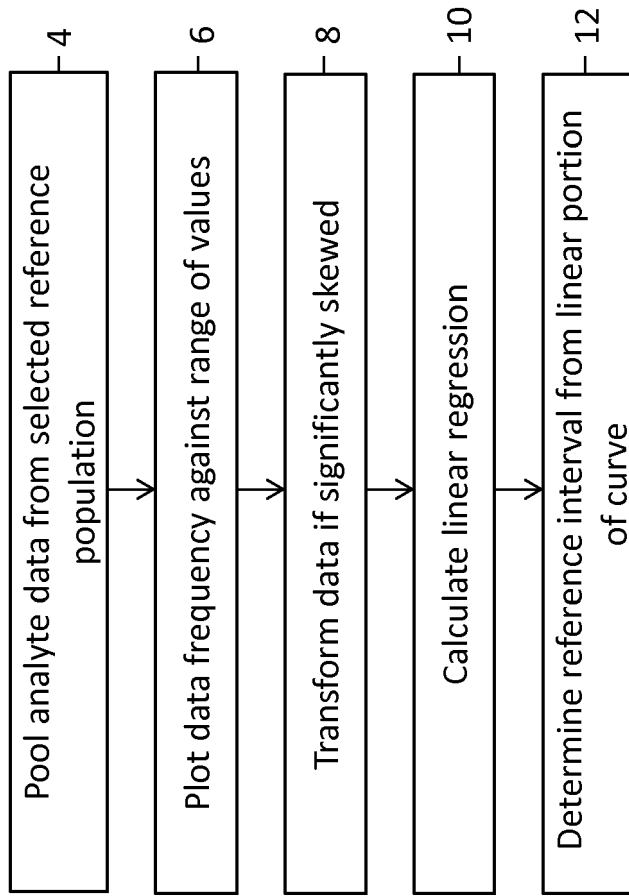 Pool analyte data from selected reference
population
4
Plot data frequency against range of values
6
Transform data if significantly skewed
8
Calculate linear regression
10
Determine reference interval from linear portion
of curve
12